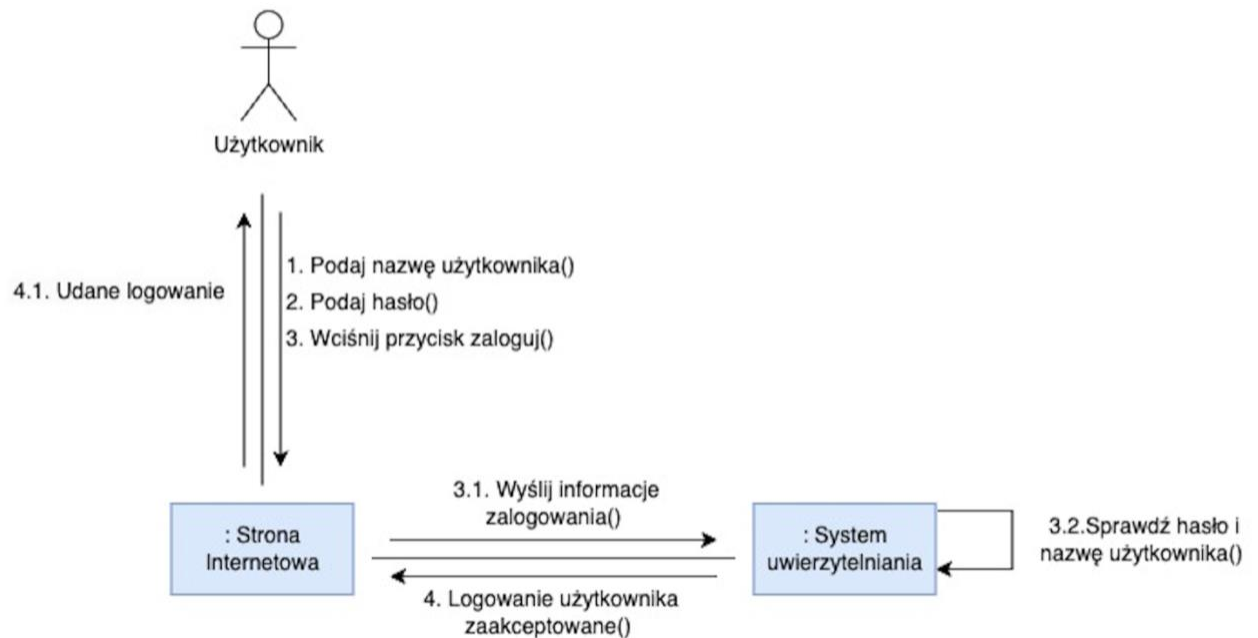 Użytkownik
4.1. Udane logowanie
1. Podaj nazwę użytkownika()
2. Podaj hasło()
3. Wciśnij przycisk zaloguj()
: Strona
Internetowa
3.1. Wyślij informacje
zalogowania()
4. Logowanie użytkownika
zaakceptowane()
: System
uwierzytelniania
3.2.Sprawdź hasło i
nazwę użytkownika()